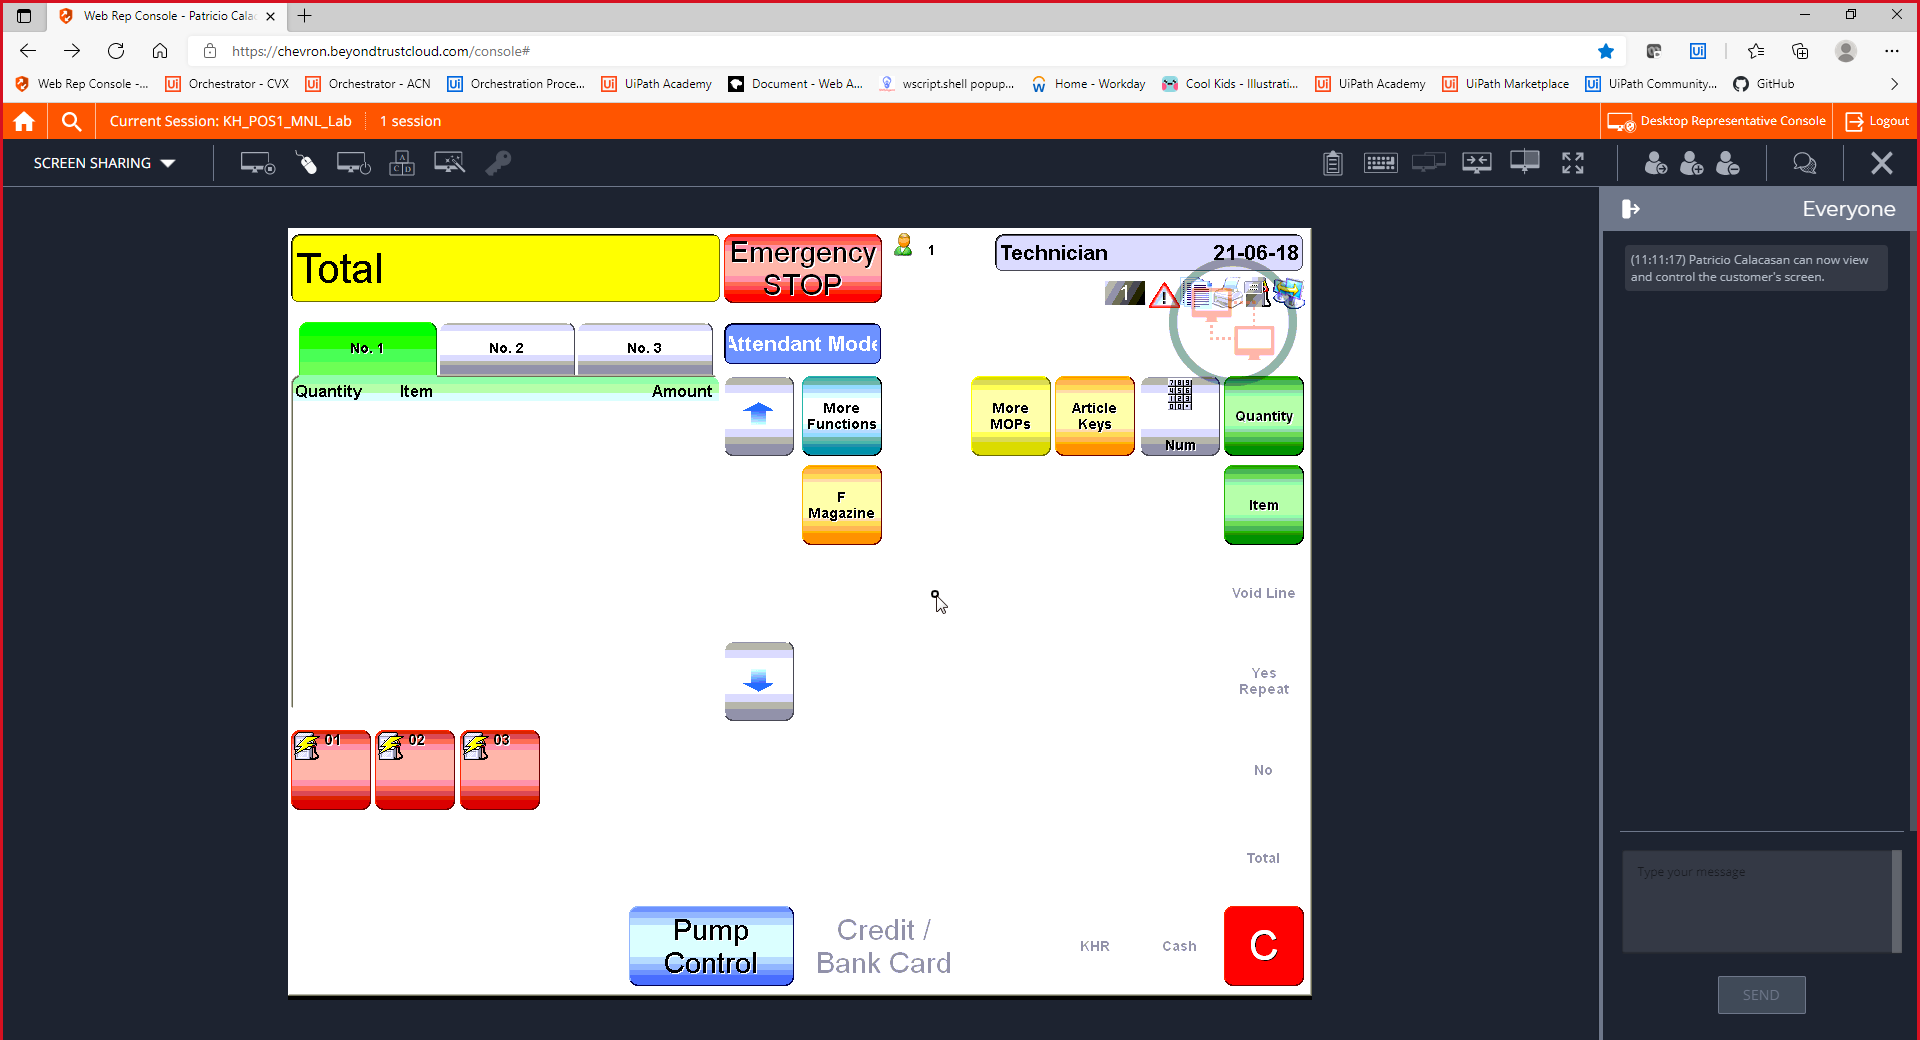 Web Rep Console - Patricio Cala
https://chevron.beyondtrustcloud.com/console#
Web Rep Console -...
Orchestrator - CVX
Orchestrator - ACN
Orchestration Proce...
UiPath Academy
Document - Web A...
wscript.shell popup...
Home - Workday
Cool Kids - Illustrati...
UiPath Academy
UiPath Marketplace
UiPath Community...
GitHub
Current Session: KH_POS1_MNL_Lab
1 session
Desktop Representative Console
Logout
SCREEN SHARING
Everyone
(11:11:17) Patricio Calacasan can now view
and control the customer's screen.
Total
Emergency
STOP
1
Technician
21-06-18
1
No. 1
No. 2
No. 3
Attendant Mode
Quantity
Item
Amount
More
Functions
More
MOPs
Article
Keys
Num
Quantity
F
Magazine
Item
Void Line
Yes
Repeat
01
02
03
No
Total
Type your message
Pump
Control
Credit /
Bank Card
KHR
Cash
C
SEND